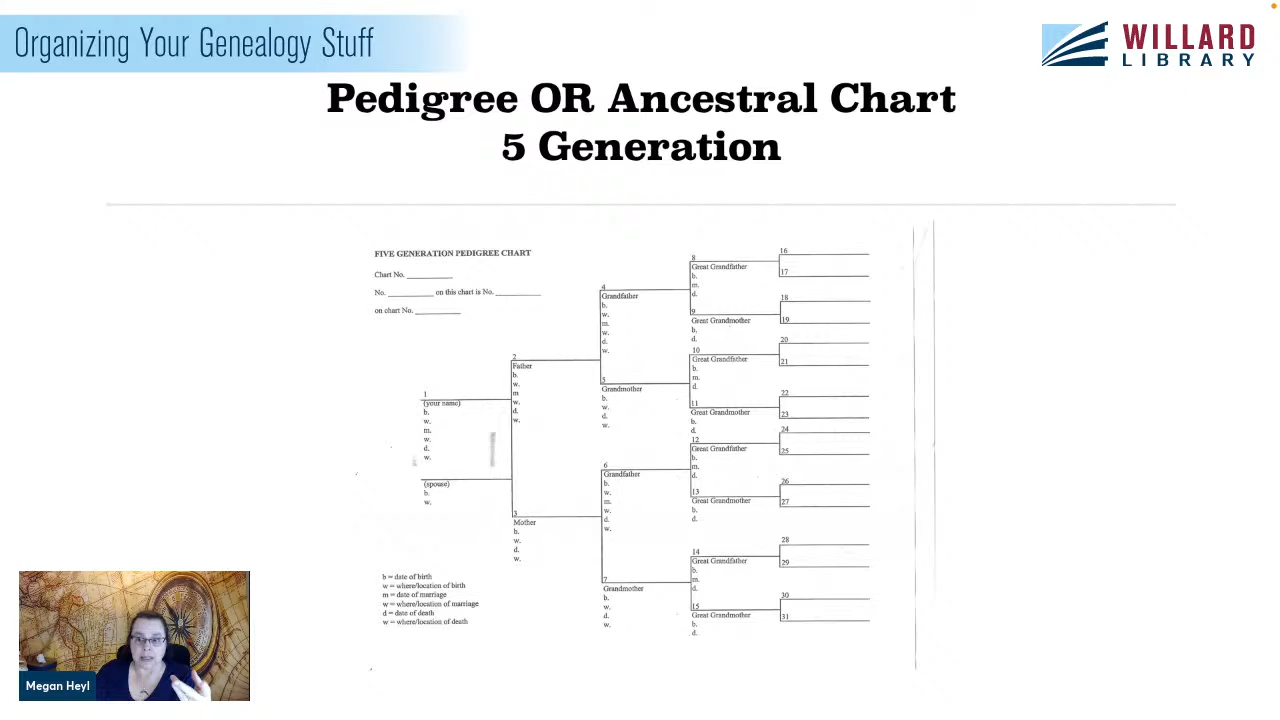 Organizing Your Genealogy Stuff
WILLARD
LIBRARY
Pedigree OR Ancestral Chart
5 Generation
FIVE GENERATION PEDIGREE CHART
Chart No. ________
No. ________ on this chart is No. ________
on chart No. ________
1
(your name)
b.
w.
m.
w.
d.
w.
(spouse)
b.
w.
2
Father
b.
w.
m
w.
d.
w.
3
Mother
b.
w.
d.
w.
4
Grandfather
b.
w.
m.
w.
d.
w.
5
Grandmother
b.
w.
d.
w.
6
Grandfather
b.
w.
m.
w.
d.
w.
7
Grandmother
b.
w.
d.
w.
8
Great Grandfather
b.
m.
d.
9
Great Grandmother
b.
d.
10
Great Grandfather
b.
m.
d.
11
Great Grandmother
b.
d.
12
Great Grandfather
b.
m.
d.
13
Great Grandmother
b.
d.
14
Great Grandfather
b.
m.
d.
15
Great Grandmother
b.
d.
16
17
18
19
20
21
22
23
24
25
26
27
28
29
30
31
b = date of birth
w = where/location of birth
m = date of marriage
w = where/location of marriage
d = date of death
w = where/location of death
Megan Heyl